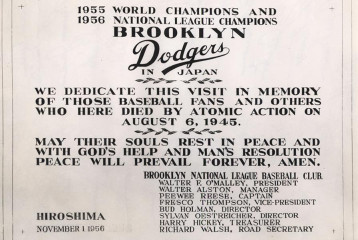 1955 WORLD CHAMPIONS AND
1956 NATIONAL LEAGUE CHAMPIONS
BROOKLYN
Dodgers
IN JAPAN
WE DEDICATE THIS VISIT IN MEMORY
OF THOSE BASEBALL FANS AND OTHERS
WHO HERE DIED BY ATOMIC ACTION ON
AUGUST 6, 1945.
MAY THEIR SOULS REST IN PEACE AND
WITH GOD'S HELP AND MAN'S RESOLUTION
PEACE WILL PREVAIL FOREVER, AMEN.
BROOKLYN NATIONAL LEAGUE BASEBALL CLUB.
WALTER F. O'MALLEY, PRESIDENT
WALTER ALSTON, MANAGER
PEEWEE REESE, CAPTAIN
FRESCO THOMPSON, VICE-PRESIDENT
BUD HOLMAN, DIRECTOR
SYLVAN OESTREICHER, DIRECTOR
HARRY HICKEY, TREASURER
RICHARD WALSH, ROAD SECRETARY
HIROSHIMA
NOVEMBER 1 1956